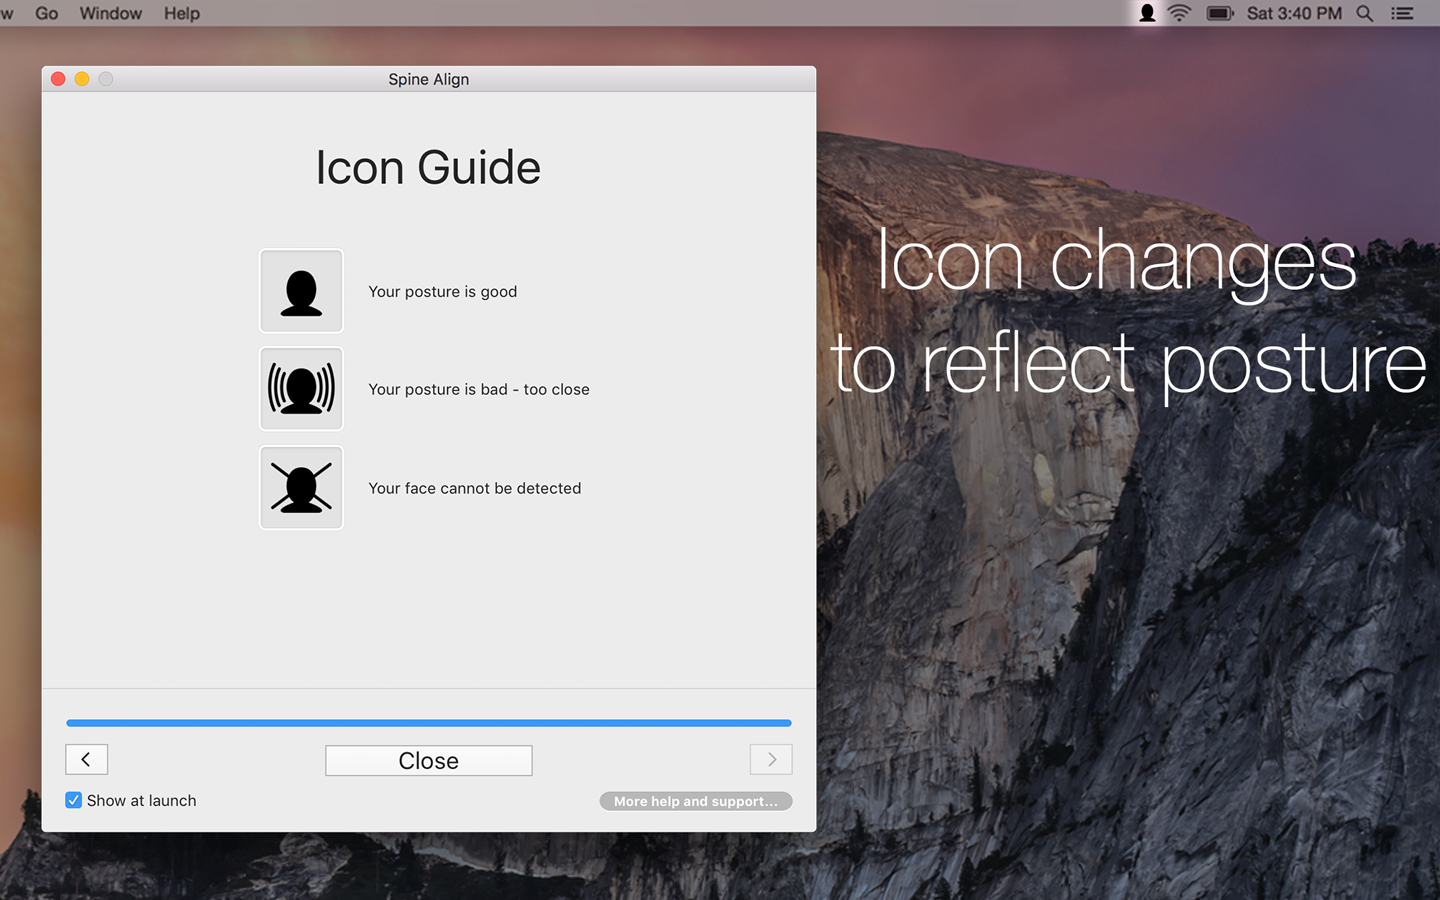 w Go Window Help Sat 3:40 PM
Spine Align
Icon Guide
Your posture is good
Your posture is bad - too close
Your face cannot be detected
Icon changes
to reflect posture
Close
Show at launch
More help and support...